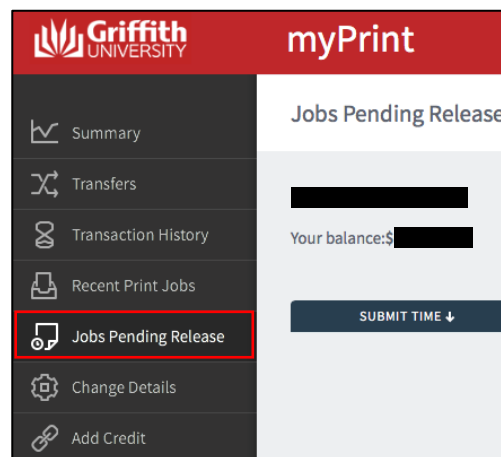 Griffith
UNIVERSITY
myPrint
Summary
Transfers
Transaction History
Recent Print Jobs
Jobs Pending Release
Change Details
Add Credit
Jobs Pending Release
Your balance:$
SUBMIT TIME ↓